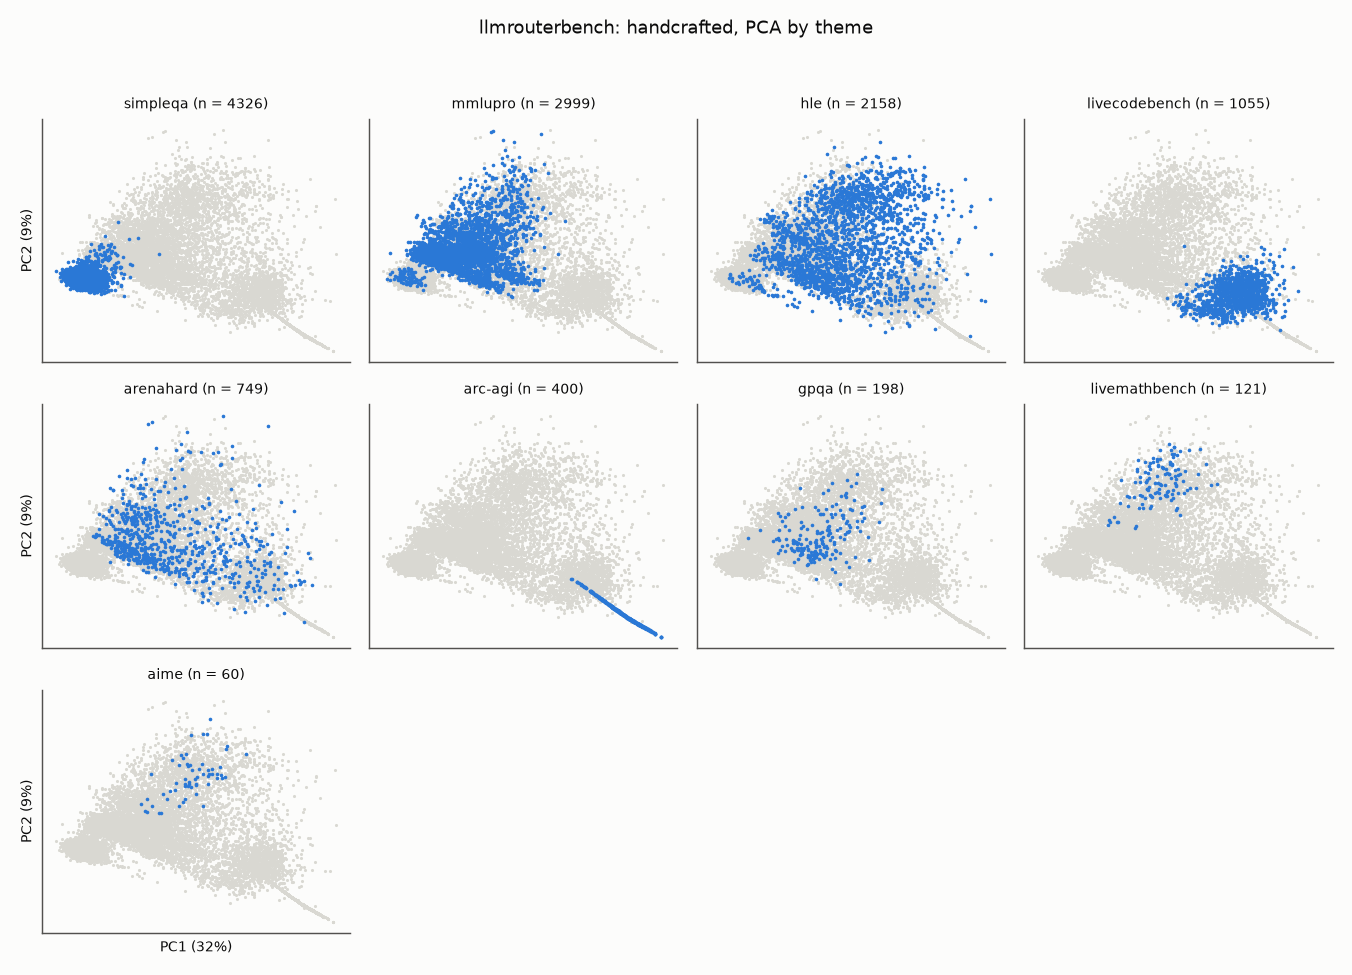 llmrouterbench: handcrafted, PCA by theme
simpleqa (n = 4326)
mmlupro (n = 2999)
hle (n = 2158)
livecodebench (n = 1055)
PC2 (9%)
arenahard (n = 749)
arc-agi (n = 400)
gpqa (n = 198)
livemathbench (n = 121)
PC2 (9%)
aime (n = 60)
PC2 (9%)
PC1 (32%)